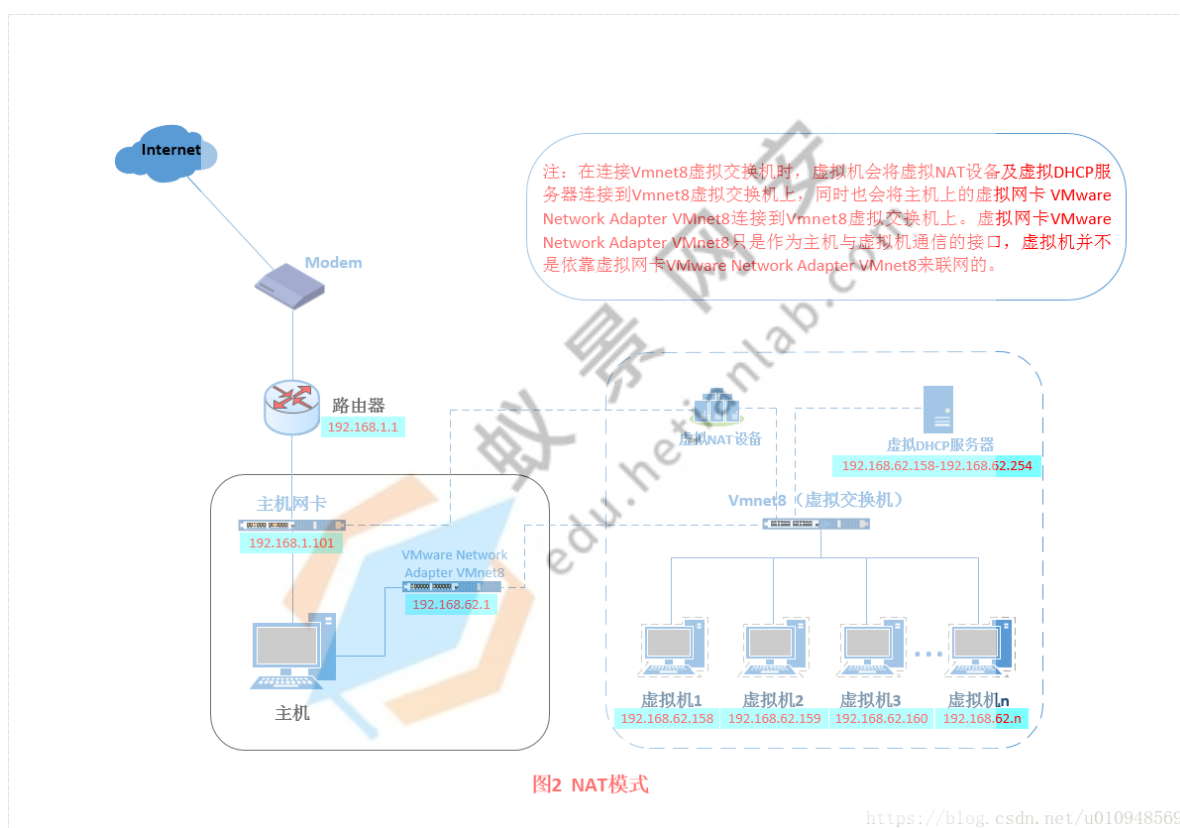 Internet
注：在连接Vmnet8虚拟交换机时，虚拟机会将虚拟NAT设备及虚拟DHCP服
务器连接到Vmnet8虚拟交换机上，同时也会将主机上的虚拟网卡 VMware
Network Adapter VMnet8连接到Vmnet8虚拟交换机上。虚拟网卡VMware
Network Adapter VMnet8只是作为主机与虚拟机通信的接口，虚拟机并不
是依靠虚拟网卡VMware Network Adapter VMnet8来联网的。
Modem
路由器
192.168.1.1
虚拟NAT设备
虚拟DHCP服务器
192.168.62.158-192.168.62.254
主机网卡
192.168.1.101
Vmnet8（虚拟交换机）
VMware Network
Adapter VMnet8
192.168.62.1
主机
虚拟机1
192.168.62.158
虚拟机2
192.168.62.159
虚拟机3
192.168.62.160
虚拟机n
192.168.62.n
图2 NAT模式
蚁景网安
edu.hetianlab.com
https://blog.csdn.net/u010948569